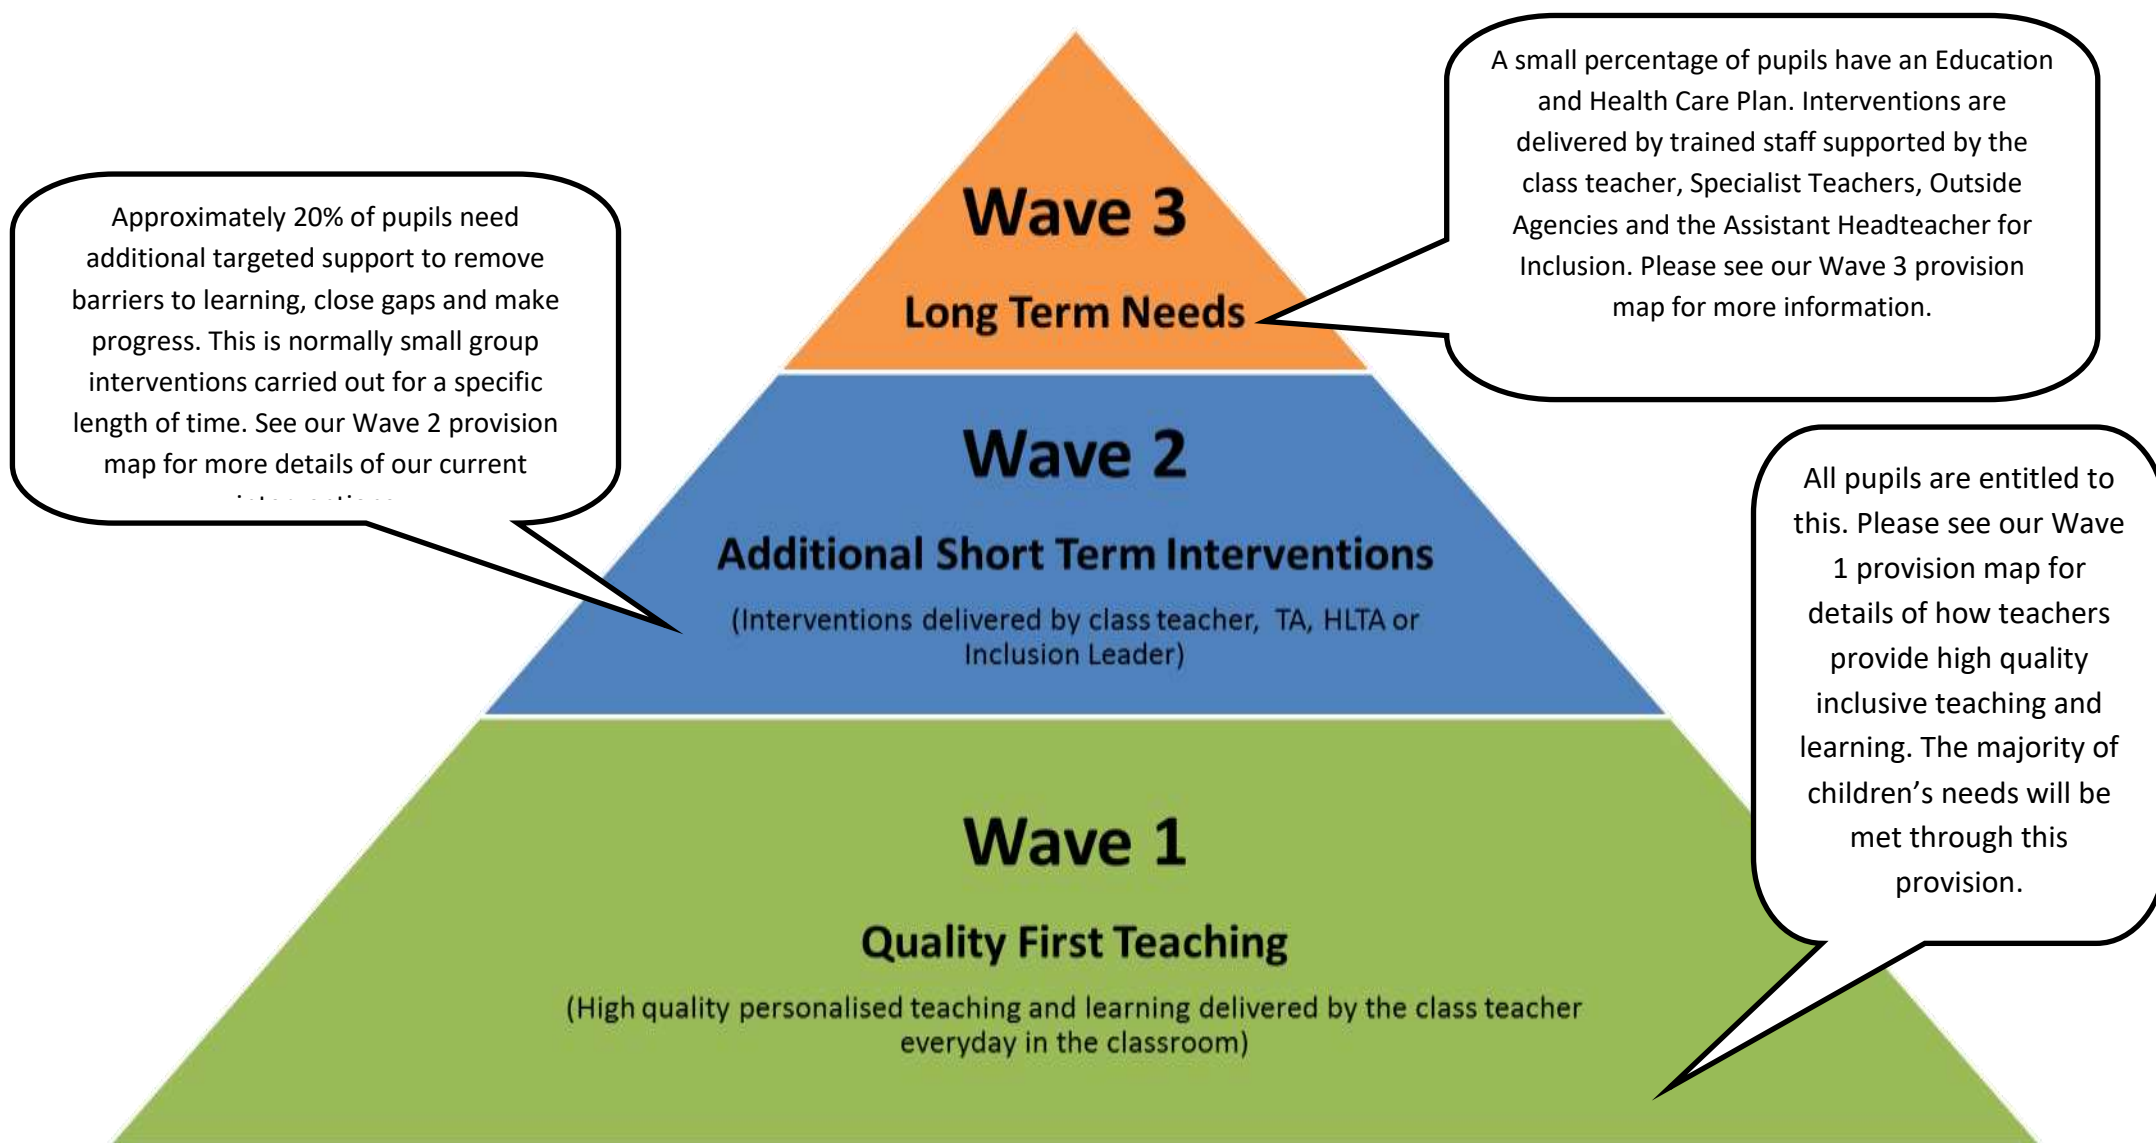 A small percentage of pupils have an Education
and Health Care Plan. Interventions are
delivered by trained staff supported by the
class teacher, Specialist Teachers, Outside
Agencies and the Assistant Headteacher for
Inclusion. Please see our Wave 3 provision
map for more information.
Wave 3
Long Term Needs
Approximately 20% of pupils need
additional targeted support to remove
barriers to learning, close gaps and make
progress. This is normally small group
interventions carried out for a specific
length of time. See our Wave 2 provision
map for more details of our current
Wave 2
Additional Short Term Interventions
(Interventions delivered by class teacher, TA, HLTA or
Inclusion Leader)
All pupils are entitled to
this. Please see our Wave
1 provision map for
details of how teachers
provide high quality
inclusive teaching and
learning. The majority of
children’s needs will be
met through this
provision.
Wave 1
Quality First Teaching
(High quality personalised teaching and learning delivered by the class teacher
everyday in the classroom)